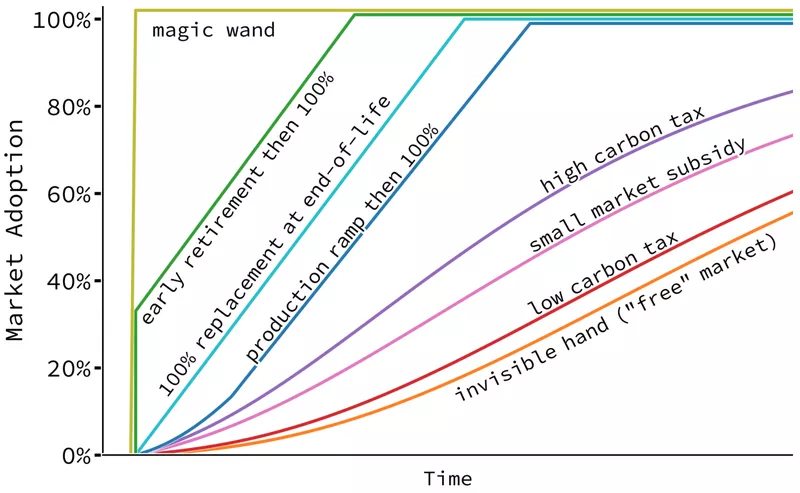 100%
80%
60%
40%
20%
0%
Market Adoption
Time
magic wand
early retirement then 100%
100% replacement at end-of-life
production ramp then 100%
high carbon tax
small market subsidy
low carbon tax
invisible hand ("free" market)